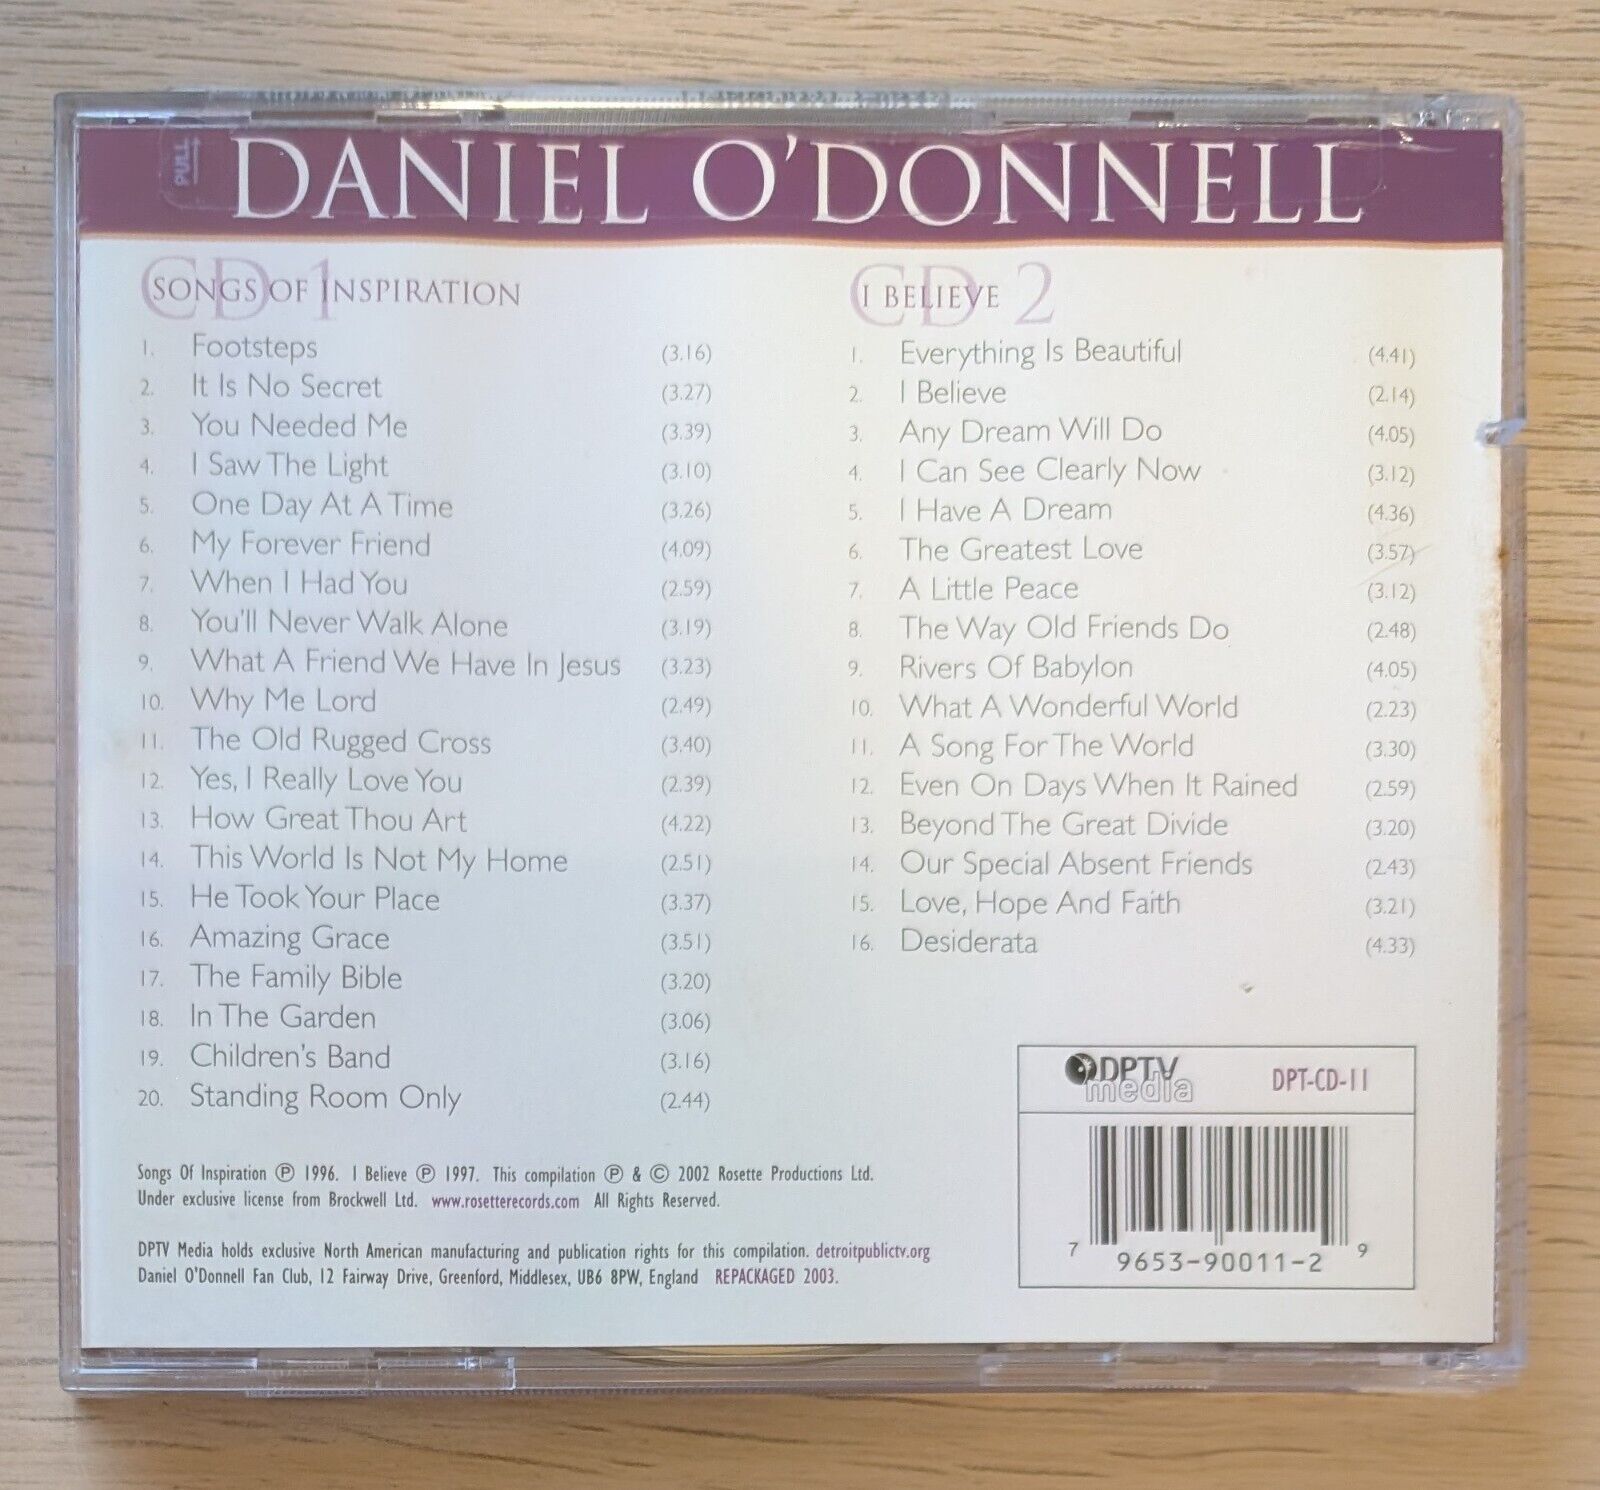 PULL
DANIEL O'DONNELL
CD 1
SONGS OF INSPIRATION
1. Footsteps (3.16)
2. It Is No Secret (3.27)
3. You Needed Me (3.39)
4. I Saw The Light (3.10)
5. One Day At A Time (3.26)
6. My Forever Friend (4.09)
7. When I Had You (2.59)
8. You'll Never Walk Alone (3.19)
9. What A Friend We Have In Jesus (3.23)
10. Why Me Lord (2.49)
11. The Old Rugged Cross (3.40)
12. Yes, I Really Love You (2.39)
13. How Great Thou Art (4.22)
14. This World Is Not My Home (2.51)
15. He Took Your Place (3.37)
16. Amazing Grace (3.51)
17. The Family Bible (3.20)
18. In The Garden (3.06)
19. Children's Band (3.16)
20. Standing Room Only (2.44)
CD 2
I BELIEVE
1. Everything Is Beautiful (4.41)
2. I Believe (2.14)
3. Any Dream Will Do (4.05)
4. I Can See Clearly Now (3.12)
5. I Have A Dream (4.36)
6. The Greatest Love (3.57)
7. A Little Peace (3.12)
8. The Way Old Friends Do (2.48)
9. Rivers Of Babylon (4.05)
10. What A Wonderful World (2.23)
11. A Song For The World (3.30)
12. Even On Days When It Rained (2.59)
13. Beyond The Great Divide (3.20)
14. Our Special Absent Friends (2.43)
15. Love, Hope And Faith (3.21)
16. Desiderata (4.33)
Songs Of Inspiration ℗ 1996. I Believe ℗ 1997. This compilation ℗ & © 2002 Rosette Productions Ltd.
Under exclusive license from Brockwell Ltd. www.rosetterecords.com All Rights Reserved.
DPTV Media holds exclusive North American manufacturing and publication rights for this compilation. detroitpublictv.org
Daniel O'Donnell Fan Club, 12 Fairway Drive, Greenford, Middlesex, UB6 8PW, England REPACKAGED 2003.
DPTV media DPT-CD-11
7 9653-90011-2 9